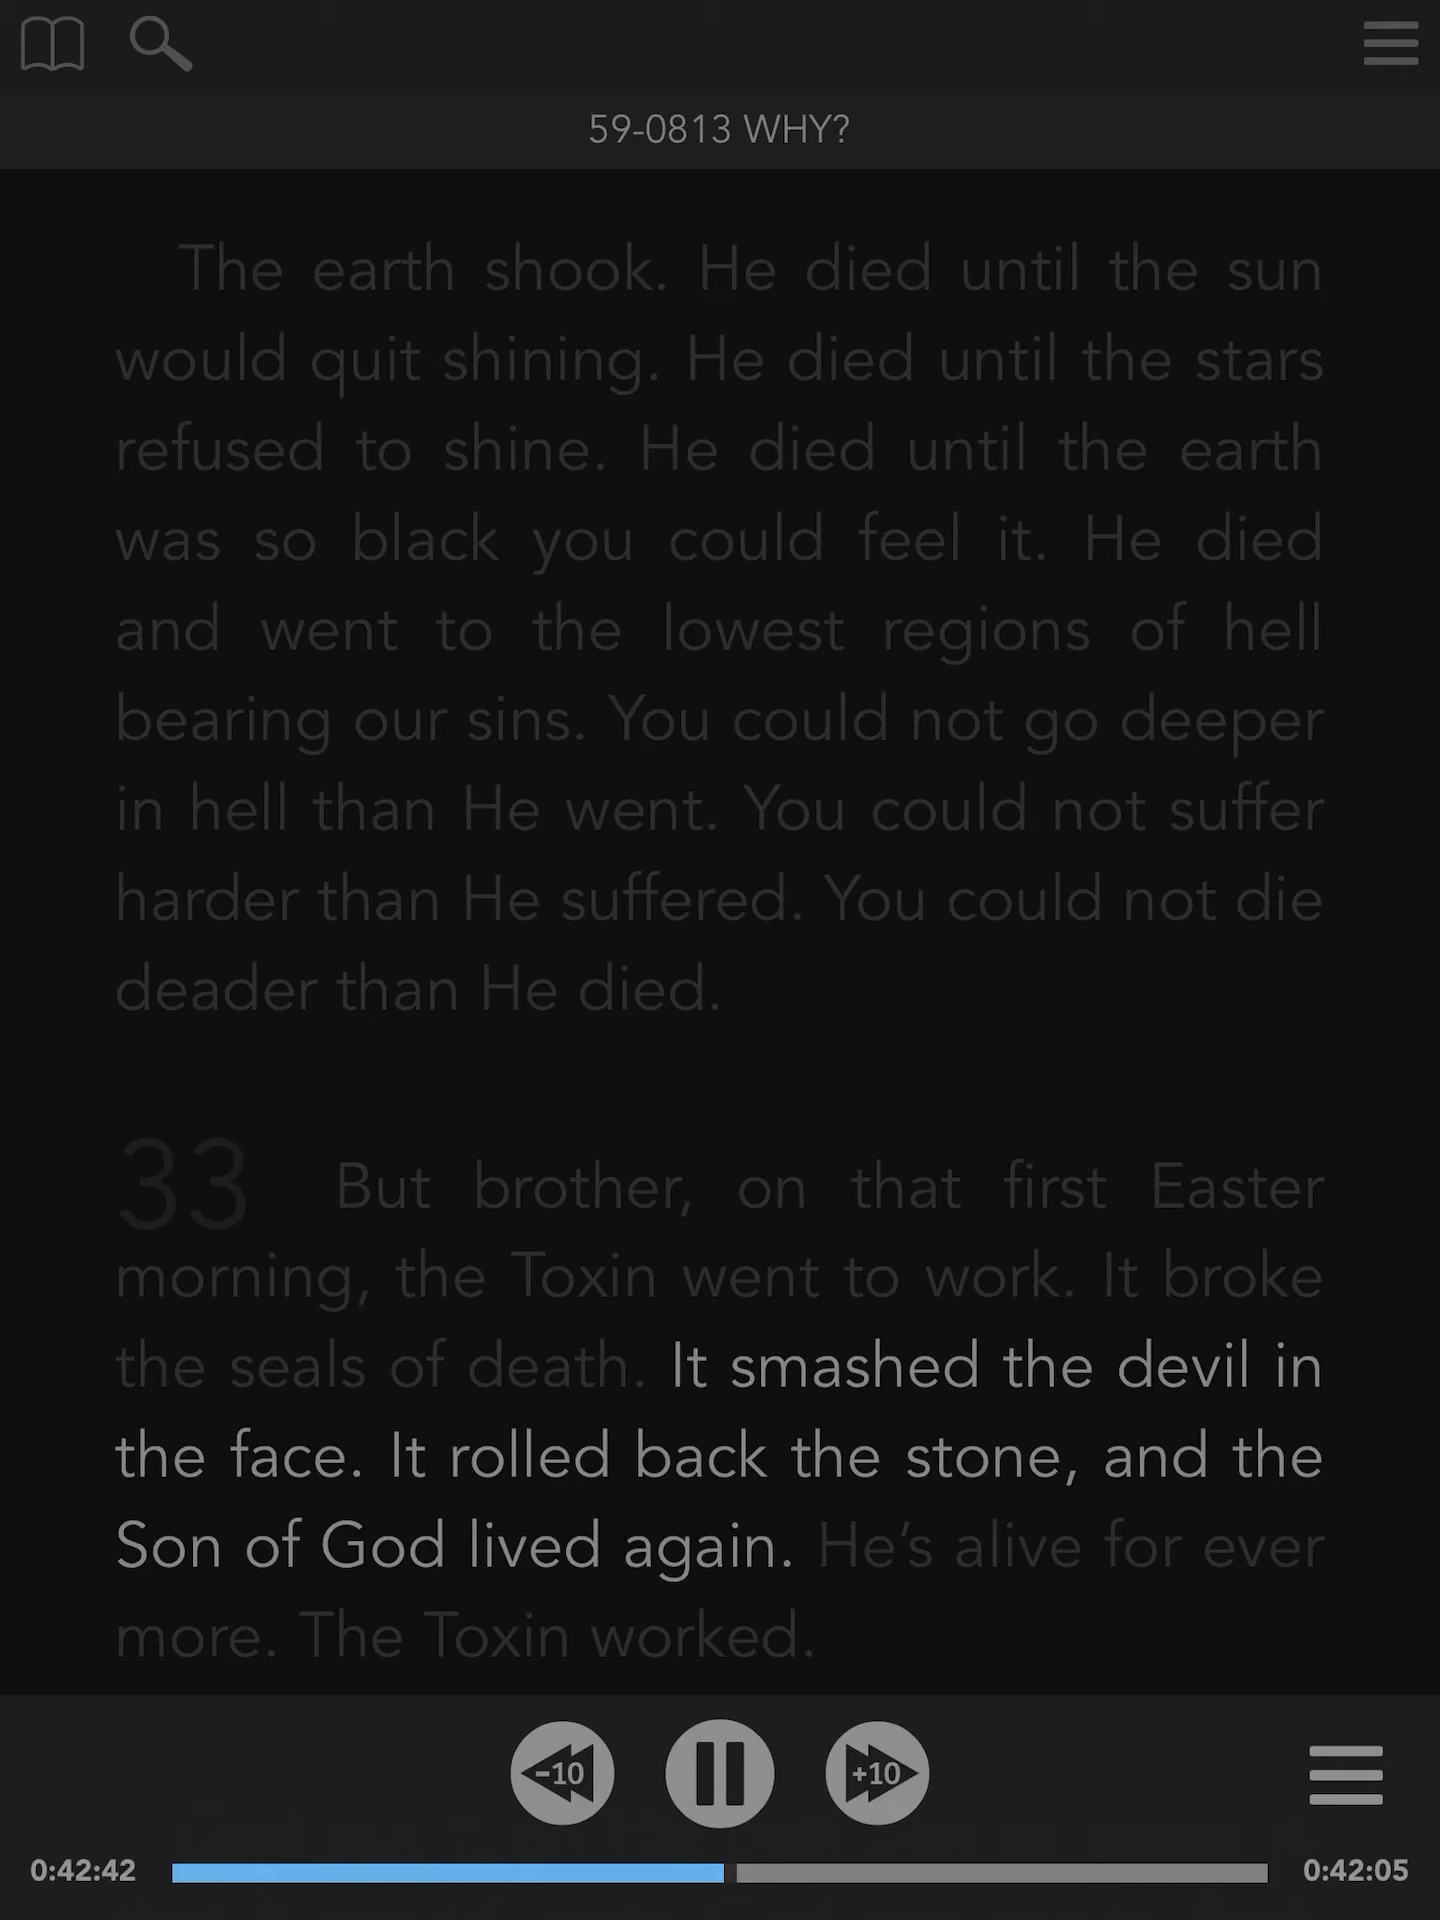 59-0813 WHY?
The earth shook. He died until the sun
would quit shining. He died until the stars
refused to shine. He died until the earth
was so black you could feel it. He died
and went to the lowest regions of hell
bearing our sins. You could not go deeper
in hell than He went. You could not suffer
harder than He suffered. You could not die
deader than He died.
33 But brother, on that first Easter
morning, the Toxin went to work. It broke
the seals of death. It smashed the devil in
the face. It rolled back the stone, and the
Son of God lived again. He’s alive for ever
more. The Toxin worked.
-10 +10
0:42:42 0:42:05